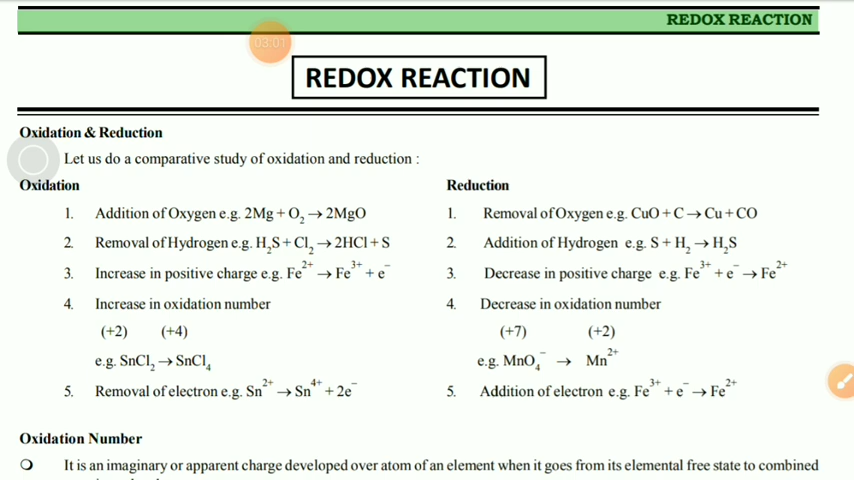 REDOX REACTION
03:01
REDOX REACTION
Oxidation & Reduction
Let us do a comparative study of oxidation and reduction :
Oxidation
1. Addition of Oxygen e.g. 2Mg + O₂ → 2MgO
2. Removal of Hydrogen e.g. H₂S + Cl₂ → 2HCl + S
3. Increase in positive charge e.g. Fe²⁺ → Fe³⁺ + e⁻
4. Increase in oxidation number
(+2) (+4)
e.g. SnCl₂ → SnCl₄
5. Removal of electron e.g. Sn²⁺ → Sn⁴⁺ + 2e⁻
Reduction
1. Removal of Oxygen e.g. CuO + C → Cu + CO
2. Addition of Hydrogen e.g. S + H₂ → H₂S
3. Decrease in positive charge e.g. Fe³⁺ + e⁻ → Fe²⁺
4. Decrease in oxidation number
(+7) (+2)
e.g. MnO₄⁻ → Mn²⁺
5. Addition of electron e.g. Fe³⁺ + e⁻ → Fe²⁺
Oxidation Number
It is an imaginary or apparent charge developed over atom of an element when it goes from its elemental free state to combined